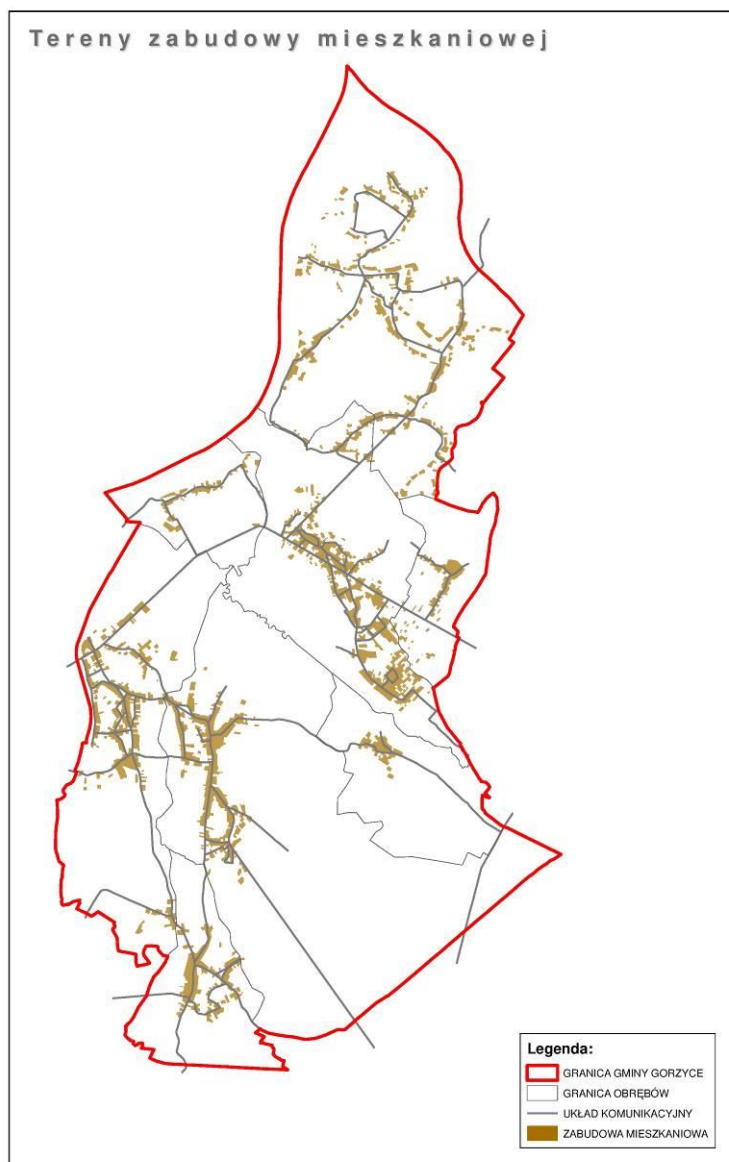 Tereny zabudowy mieszkaniowej
Legenda:
GRANICA GMINY GORZYCE
GRANICA OBRĘBÓW
UKŁAD KOMUNIKACYJNY
ZABUDOWA MIESZKANIOWA